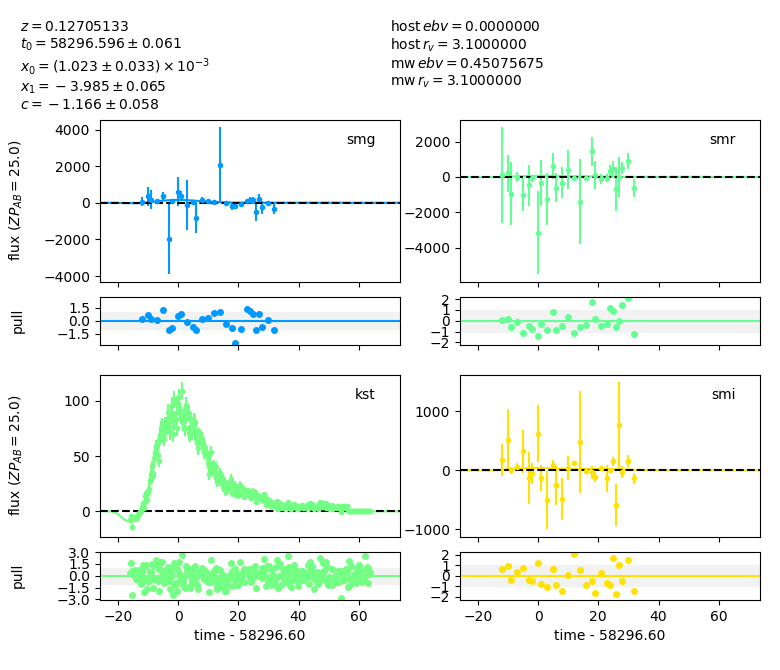 z = 0.12705133
t₀ = 58296.596 ± 0.061
x₀ = (1.023 ± 0.033) × 10⁻³
x₁ = −3.985 ± 0.065
c = −1.166 ± 0.058
host ebv = 0.0000000
host r_v = 3.1000000
mw ebv = 0.45075675
mw r_v = 3.1000000
flux (ZP_AB = 25.0)
4000
2000
0
−2000
−4000
smg
2000
0
−2000
−4000
smr
pull
1.5
0.0
−1.5
2
1
0
−1
−2
flux (ZP_AB = 25.0)
100
50
0
kst
1000
0
−1000
smi
pull
3.0
1.5
0.0
−1.5
−3.0
2
1
0
−1
−2
−20 0 20 40 60
−20 0 20 40 60
time - 58296.60
time - 58296.60